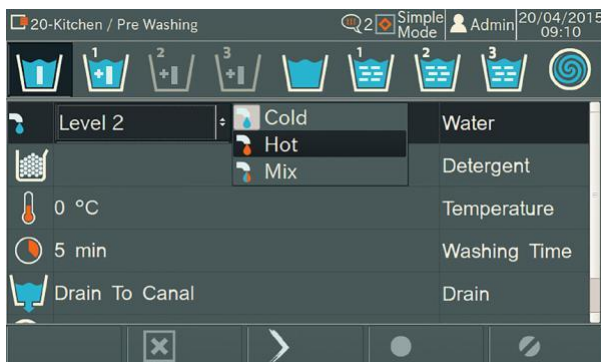 20-Kitchen / Pre Washing
2
Simple Mode
Admin
20/04/2015
09:10
1
2
3
1
2
3
Level 2
Cold
Hot
Mix
Water
Detergent
0 °C
Temperature
5 min
Washing Time
Drain To Canal
Drain